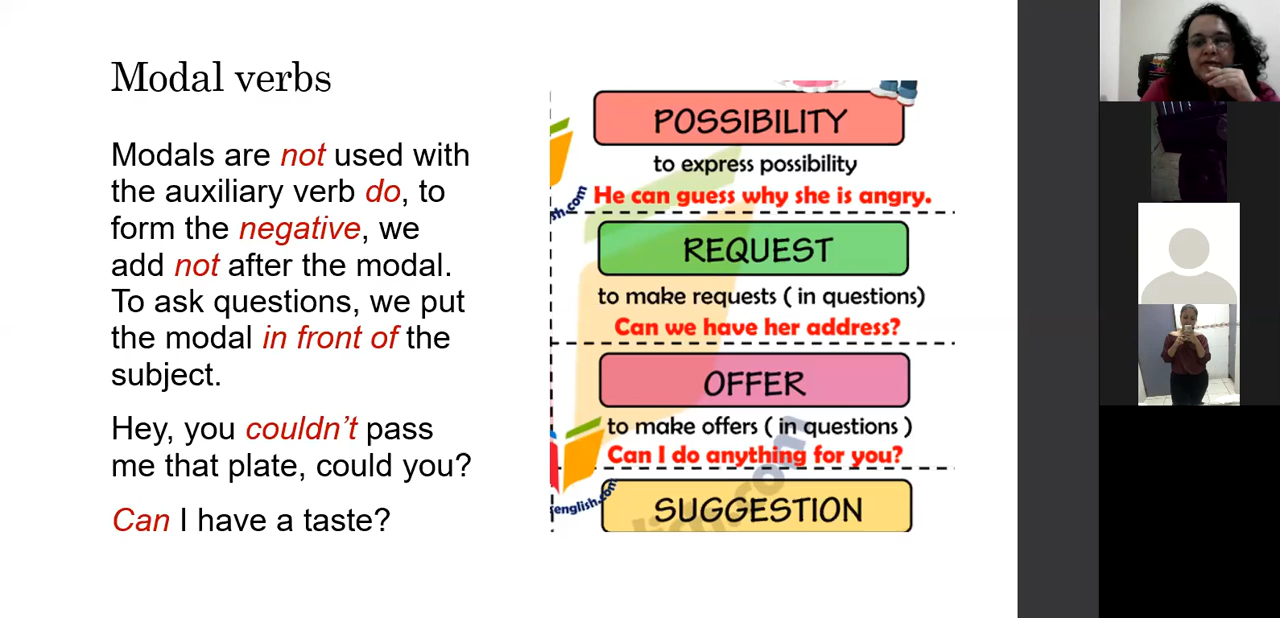 Modal verbs
Modals are not used with
the auxiliary verb do, to
form the negative, we
add not after the modal.
To ask questions, we put
the modal in front of the
subject.
Hey, you couldn’t pass
me that plate, could you?
Can I have a taste?
POSSIBILITY
to express possibility
He can guess why she is angry.
sh.com
REQUEST
to make requests ( in questions)
Can we have her address?
OFFER
to make offers ( in questions )
Can I do anything for you?
english.com
SUGGESTION